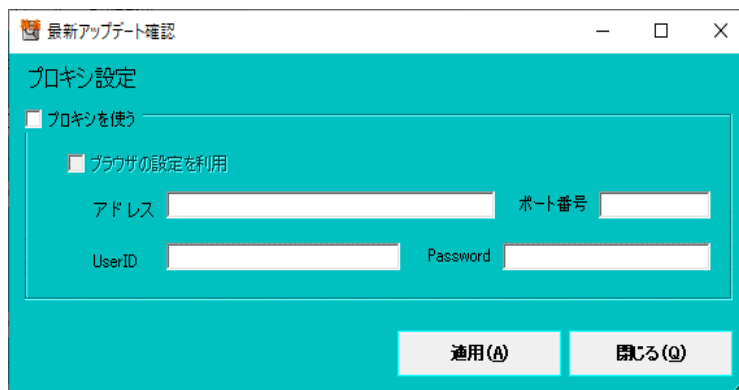 最新アップデート確認
プロキシ設定
プロキシを使う
ブラウザの設定を利用
アドレス
ポート番号
UserID
Password
適用(A)
閉じる(Q)